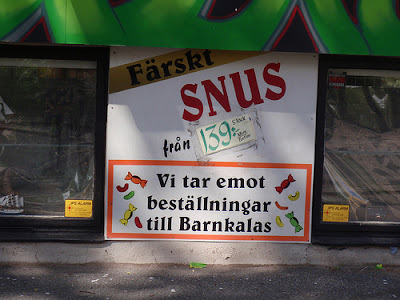 Färskt
SNUS
från
139:-
Vi tar emot
beställningar
till Barnkalas